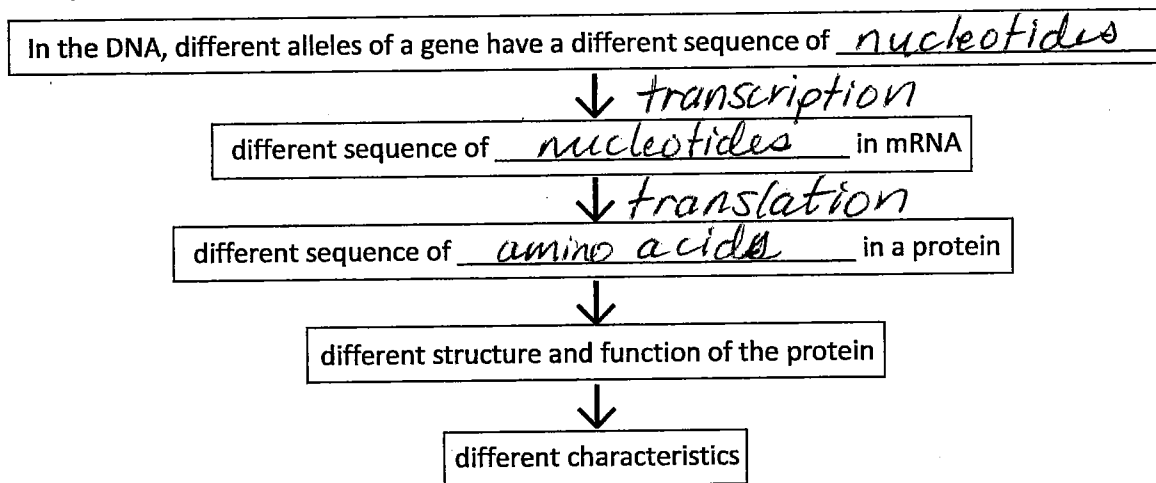 In the DNA, different alleles of a gene have a different sequence of nucleotides
transcription
different sequence of nucleotides in mRNA
translation
different sequence of amino acids in a protein
different structure and function of the protein
different characteristics